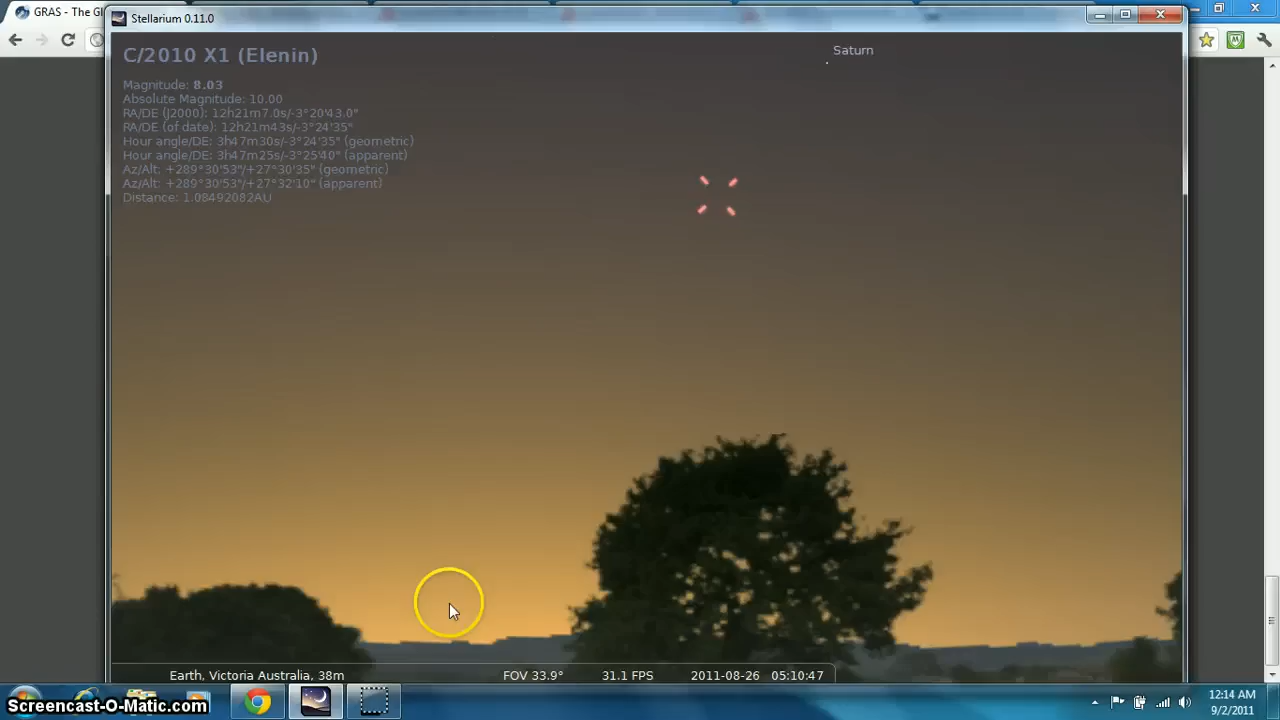 GRAS - The Gl
Stellarium 0.11.0
C/2010 X1 (Elenin)
Magnitude: 8.03
Absolute Magnitude: 10.00
RA/DE (J2000): 12h21m7.0s/-3°20'43.0"
RA/DE (of date): 12h21m43s/-3°24'35"
Hour angle/DE: 3h47m30s/-3°24'35" (geometric)
Hour angle/DE: 3h47m25s/-3°25'40" (apparent)
Az/Alt: +289°30'53"/+27°30'35" (geometric)
Az/Alt: +289°30'53"/+27°32'10" (apparent)
Distance: 1.08492082AU
Saturn
Earth, Victoria Australia, 38m FOV 33.9° 31.1 FPS 2011-08-26 05:10:47
Screencast-O-Matic.com
12:14 AM
9/2/2011